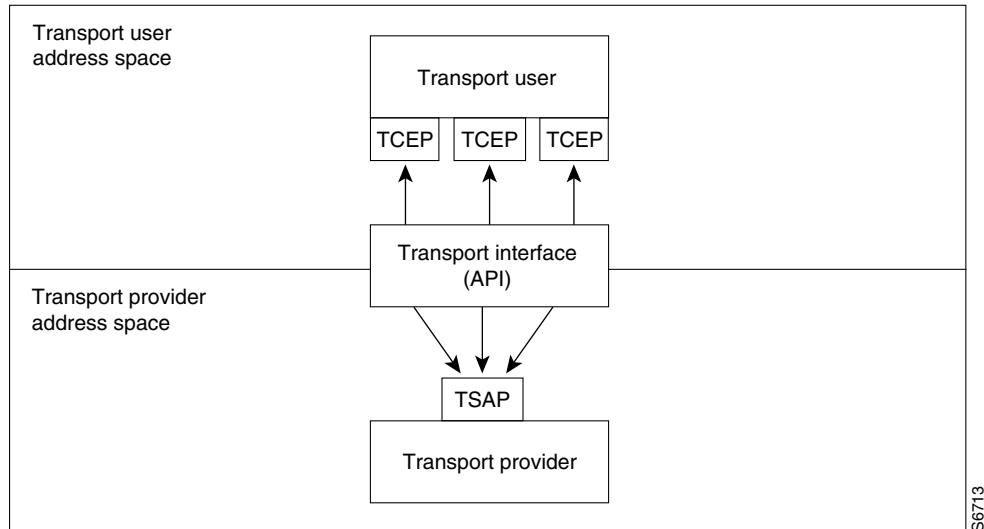 Transport user
address space
Transport user
TCEP TCEP TCEP
Transport interface
(API)
Transport provider
address space
TSAP
Transport provider
S6713